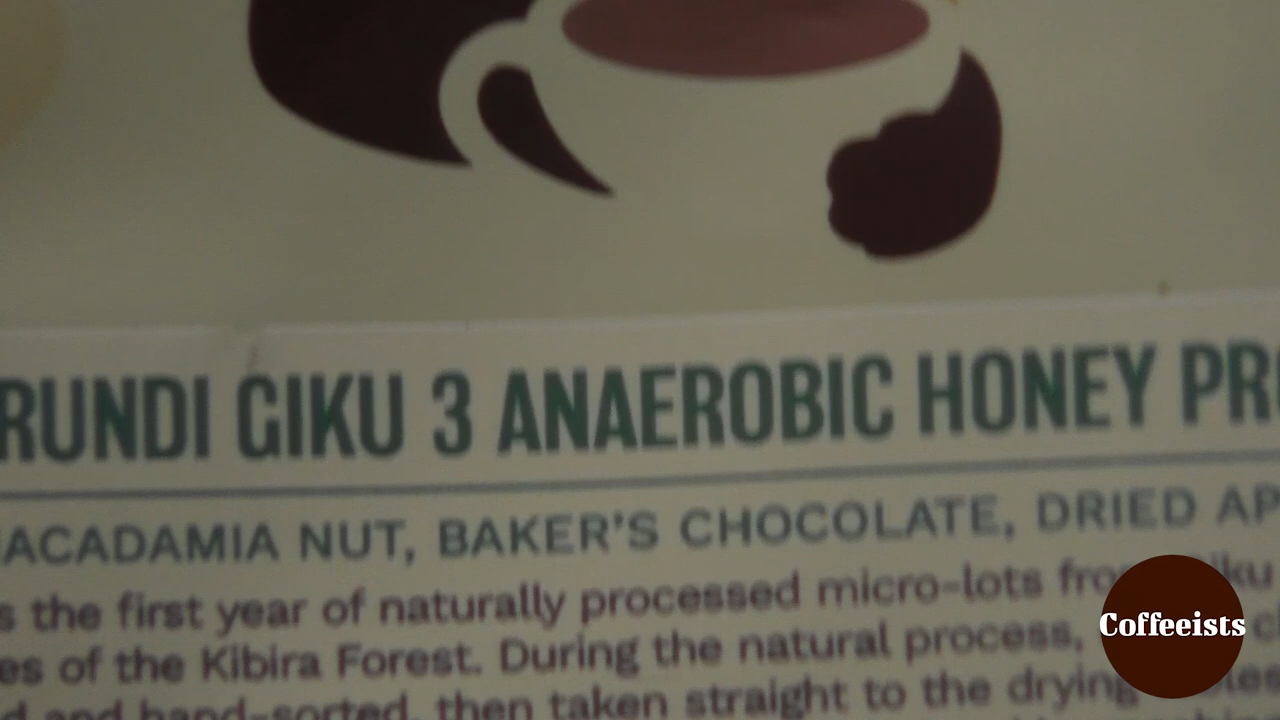 RUNDI GIKU 3 ANAEROBIC HONEY PR
ACADAMIA NUT, BAKER'S CHOCOLATE, DRIED AP
s the first year of naturally processed micro-lots from Giku
es of the Kibira Forest. During the natural process,
Coffeeists
d and hand-sorted, then taken straight to the drying